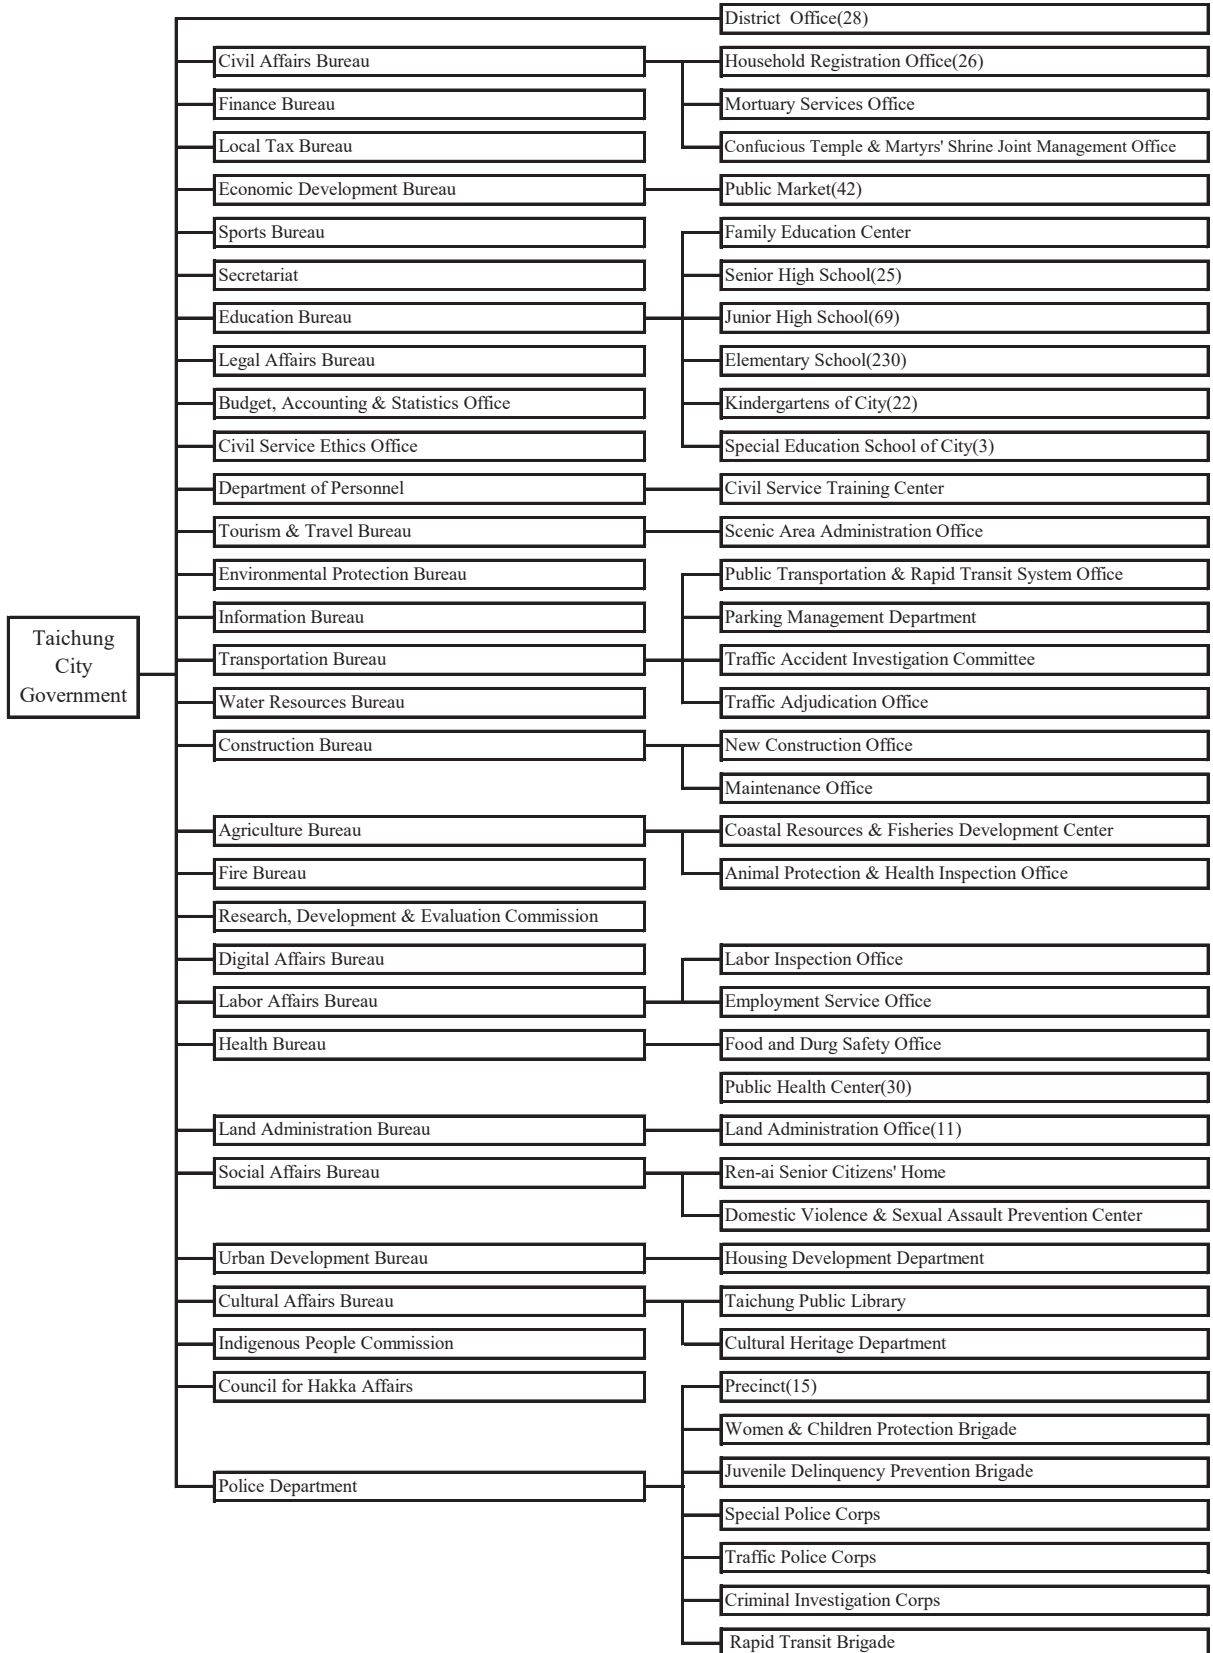 District Office(28)
Civil Affairs Bureau
Household Registration Office(26)
Finance Bureau
Mortuary Services Office
Local Tax Bureau
Confucious Temple & Martyrs' Shrine Joint Management Office
Economic Development Bureau
Public Market(42)
Sports Bureau
Family Education Center
Secretariat
Senior High School(25)
Education Bureau
Junior High School(69)
Legal Affairs Bureau
Elementary School(230)
Budget, Accounting & Statistics Office
Kindergartens of City(22)
Civil Service Ethics Office
Special Education School of City(3)
Department of Personnel
Civil Service Training Center
Tourism & Travel Bureau
Scenic Area Administration Office
Environmental Protection Bureau
Public Transportation & Rapid Transit System Office
Information Bureau
Parking Management Department
Taichung
City
Government
Transportation Bureau
Traffic Accident Investigation Committee
Water Resources Bureau
Traffic Adjudication Office
Construction Bureau
New Construction Office
Maintenance Office
Agriculture Bureau
Coastal Resources & Fisheries Development Center
Fire Bureau
Animal Protection & Health Inspection Office
Research, Development & Evaluation Commission
Digital Affairs Bureau
Labor Inspection Office
Labor Affairs Bureau
Employment Service Office
Health Bureau
Food and Durg Safety Office
Public Health Center(30)
Land Administration Bureau
Land Administration Office(11)
Social Affairs Bureau
Ren-ai Senior Citizens' Home
Domestic Violence & Sexual Assault Prevention Center
Urban Development Bureau
Housing Development Department
Cultural Affairs Bureau
Taichung Public Library
Indigenous People Commission
Cultural Heritage Department
Council for Hakka Affairs
Precinct(15)
Women & Children Protection Brigade
Juvenile Delinquency Prevention Brigade
Police Department
Special Police Corps
Traffic Police Corps
Criminal Investigation Corps
Rapid Transit Brigade